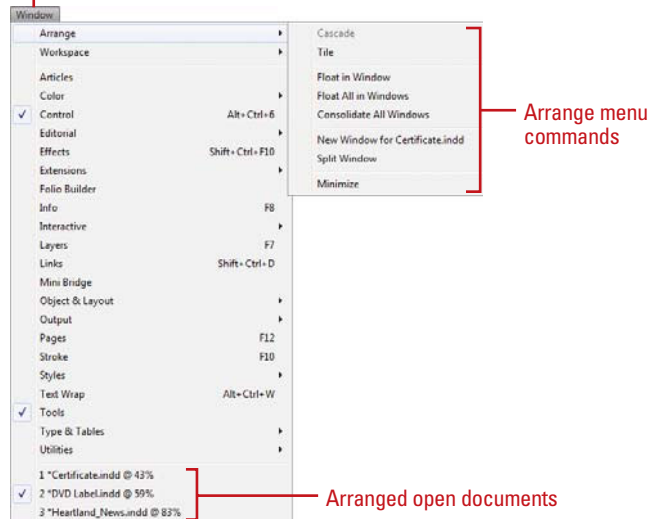 Window
Arrange
Workspace
Articles
Color
Control Alt+Ctrl+6
Editorial
Effects Shift+Ctrl+F10
Extensions
Folio Builder
Info F8
Interactive
Layers F7
Links Shift+Ctrl+D
Mini Bridge
Object & Layout
Output
Pages F12
Stroke F10
Styles
Text Wrap Alt+Ctrl+W
Tools
Type & Tables
Utilities
1 *Certificate.indd @ 43%
2 *DVD Label.indd @ 59%
3 *Heartland_News.indd @ 83%
Cascade
Tile
Float in Window
Float All in Windows
Consolidate All Windows
New Window for Certificate.indd
Split Window
Minimize
Arrange menu
commands
Arranged open documents